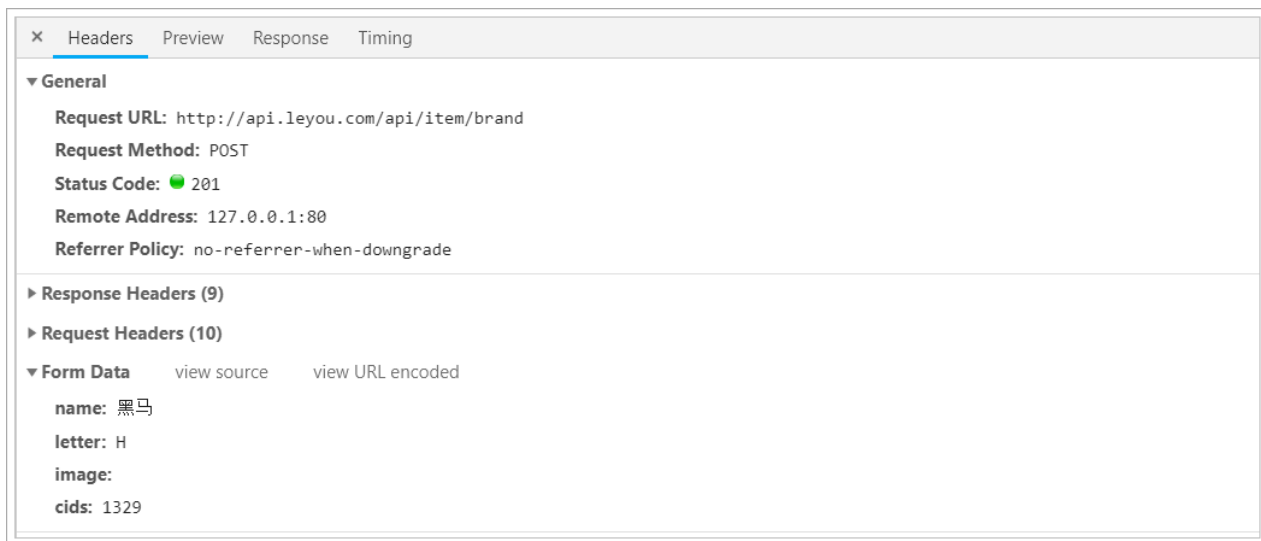 × Headers Preview Response Timing
▼ General
Request URL: http://api.leyou.com/api/item/brand
Request Method: POST
Status Code: 201
Remote Address: 127.0.0.1:80
Referrer Policy: no-referrer-when-downgrade
▶ Response Headers (9)
▶ Request Headers (10)
▼ Form Data view source view URL encoded
name: 黑马
letter: H
image:
cids: 1329